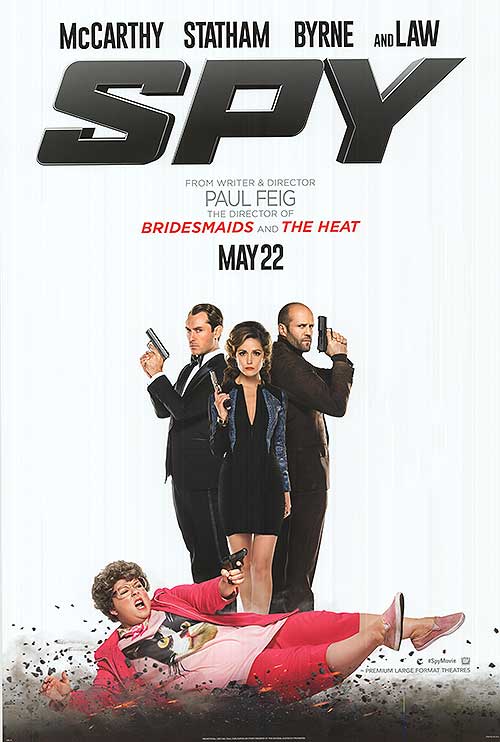 McCARTHY STATHAM BYRNE AND LAW
SPY
FROM WRITER & DIRECTOR
PAUL FEIG
THE DIRECTOR OF
BRIDESMAIDS AND THE HEAT
MAY 22
#SpyMovie
PREMIUM LARGE FORMAT THEATRES